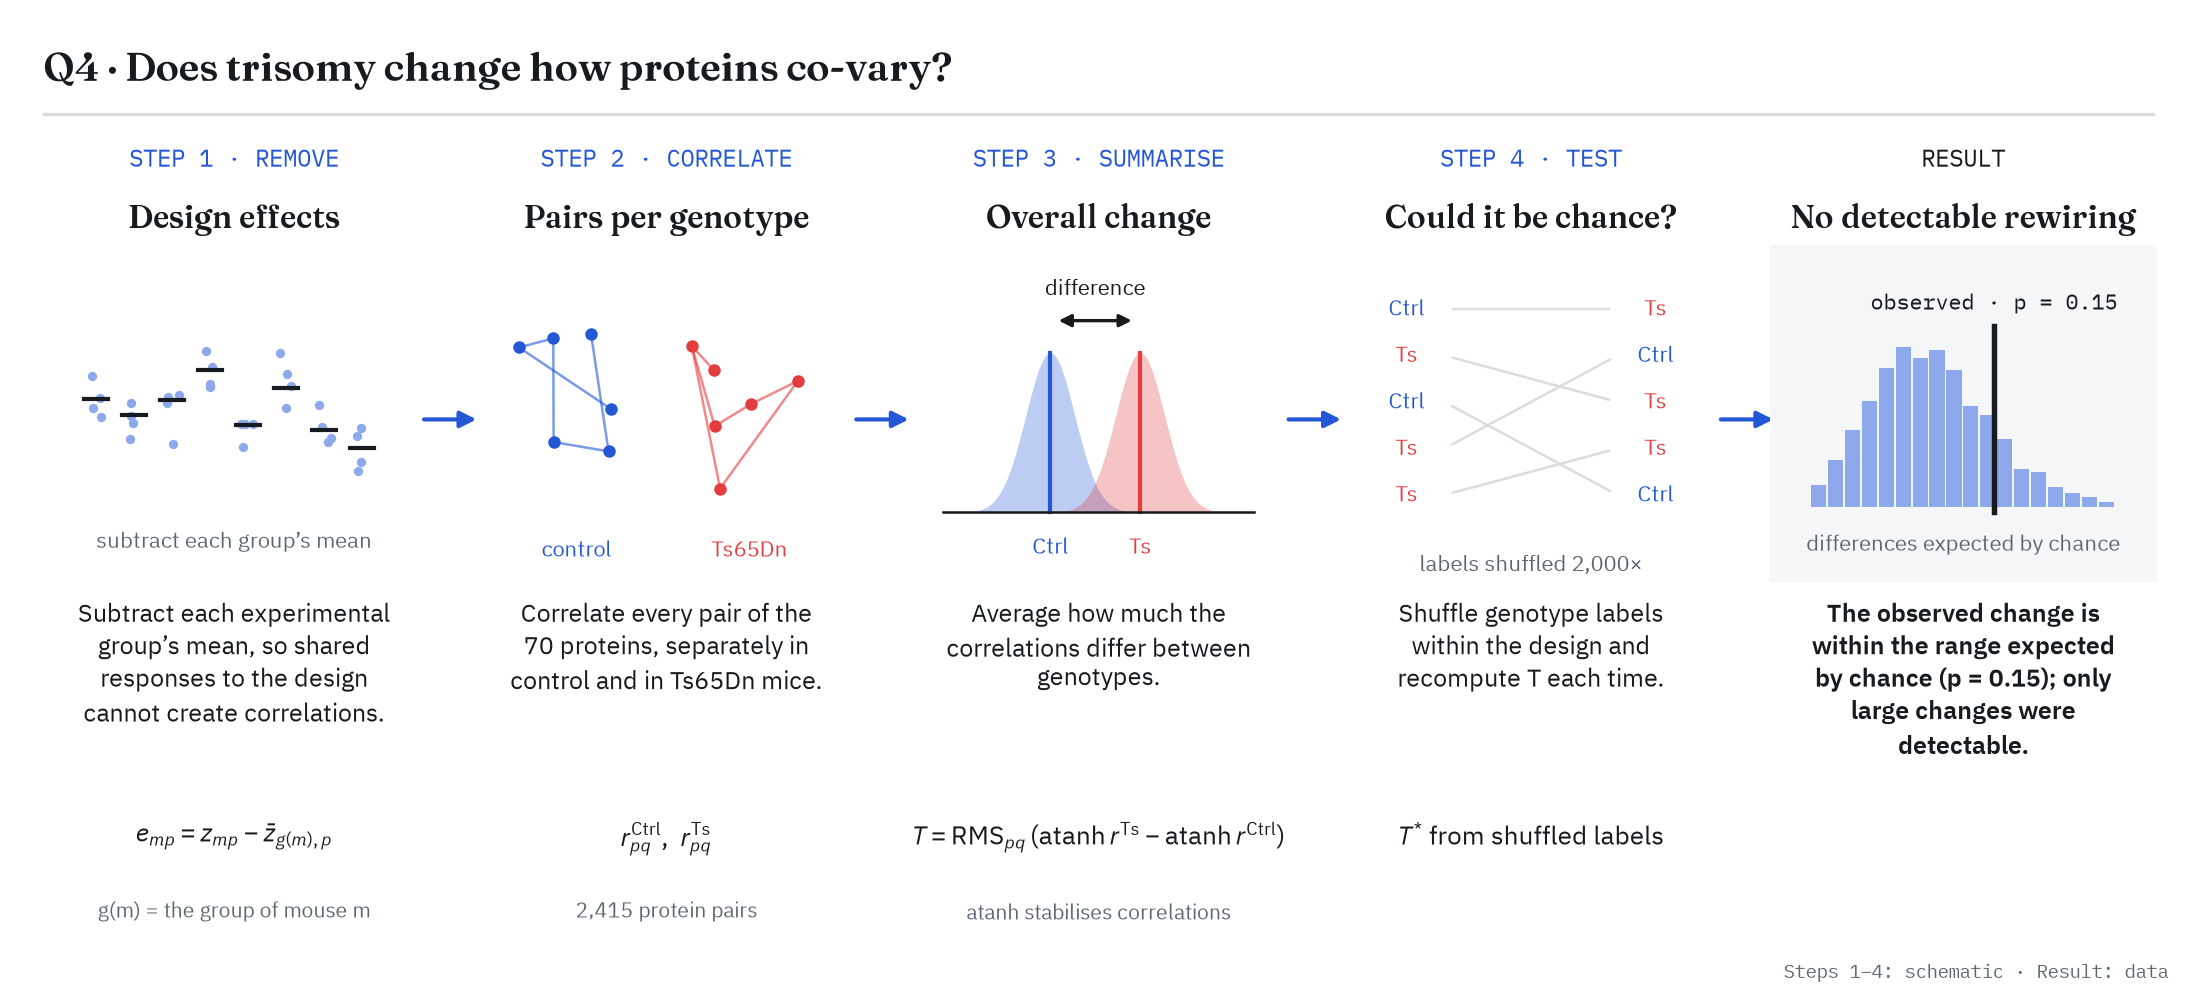 Q4 · Does trisomy change how proteins co-vary?
STEP 1 · REMOVE
Design effects
subtract each group’s mean
Subtract each experimental
group’s mean, so shared
responses to the design
cannot create correlations.
e_mp = z_mp − z̄_g(m), p
g(m) = the group of mouse m
STEP 2 · CORRELATE
Pairs per genotype
control Ts65Dn
Correlate every pair of the
70 proteins, separately in
control and in Ts65Dn mice.
r_pq^Ctrl, r_pq^Ts
2,415 protein pairs
STEP 3 · SUMMARISE
Overall change
difference
Ctrl Ts
Average how much the
correlations differ between
genotypes.
T = RMS_pq (atanh r^Ts − atanh r^Ctrl)
atanh stabilises correlations
STEP 4 · TEST
Could it be chance?
Ctrl Ts
Ts Ctrl
Ctrl Ts
Ts Ts
Ts Ctrl
labels shuffled 2,000×
Shuffle genotype labels
within the design and
recompute T each time.
T* from shuffled labels
RESULT
No detectable rewiring
observed · p = 0.15
differences expected by chance
The observed change is
within the range expected
by chance (p = 0.15); only
large changes were
detectable.
Steps 1–4: schematic · Result: data